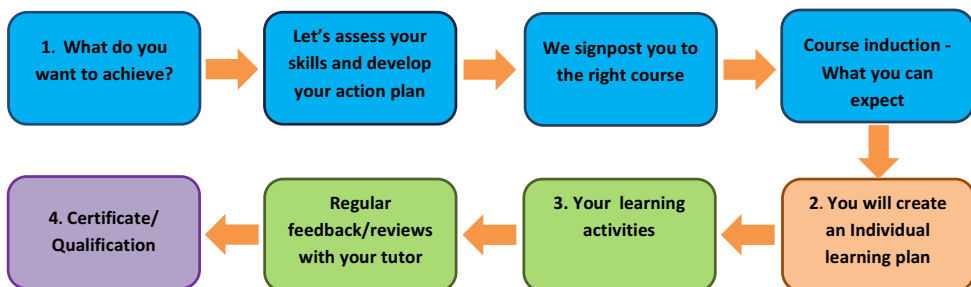 1. What do you
want to achieve?
Let's assess your
skills and develop
your action plan
We signpost you to
the right course
Course induction -
What you can
expect
2. You will create
an Individual
learning plan
3. Your learning
activities
Regular
feedback/reviews
with your tutor
4. Certificate/
Qualification